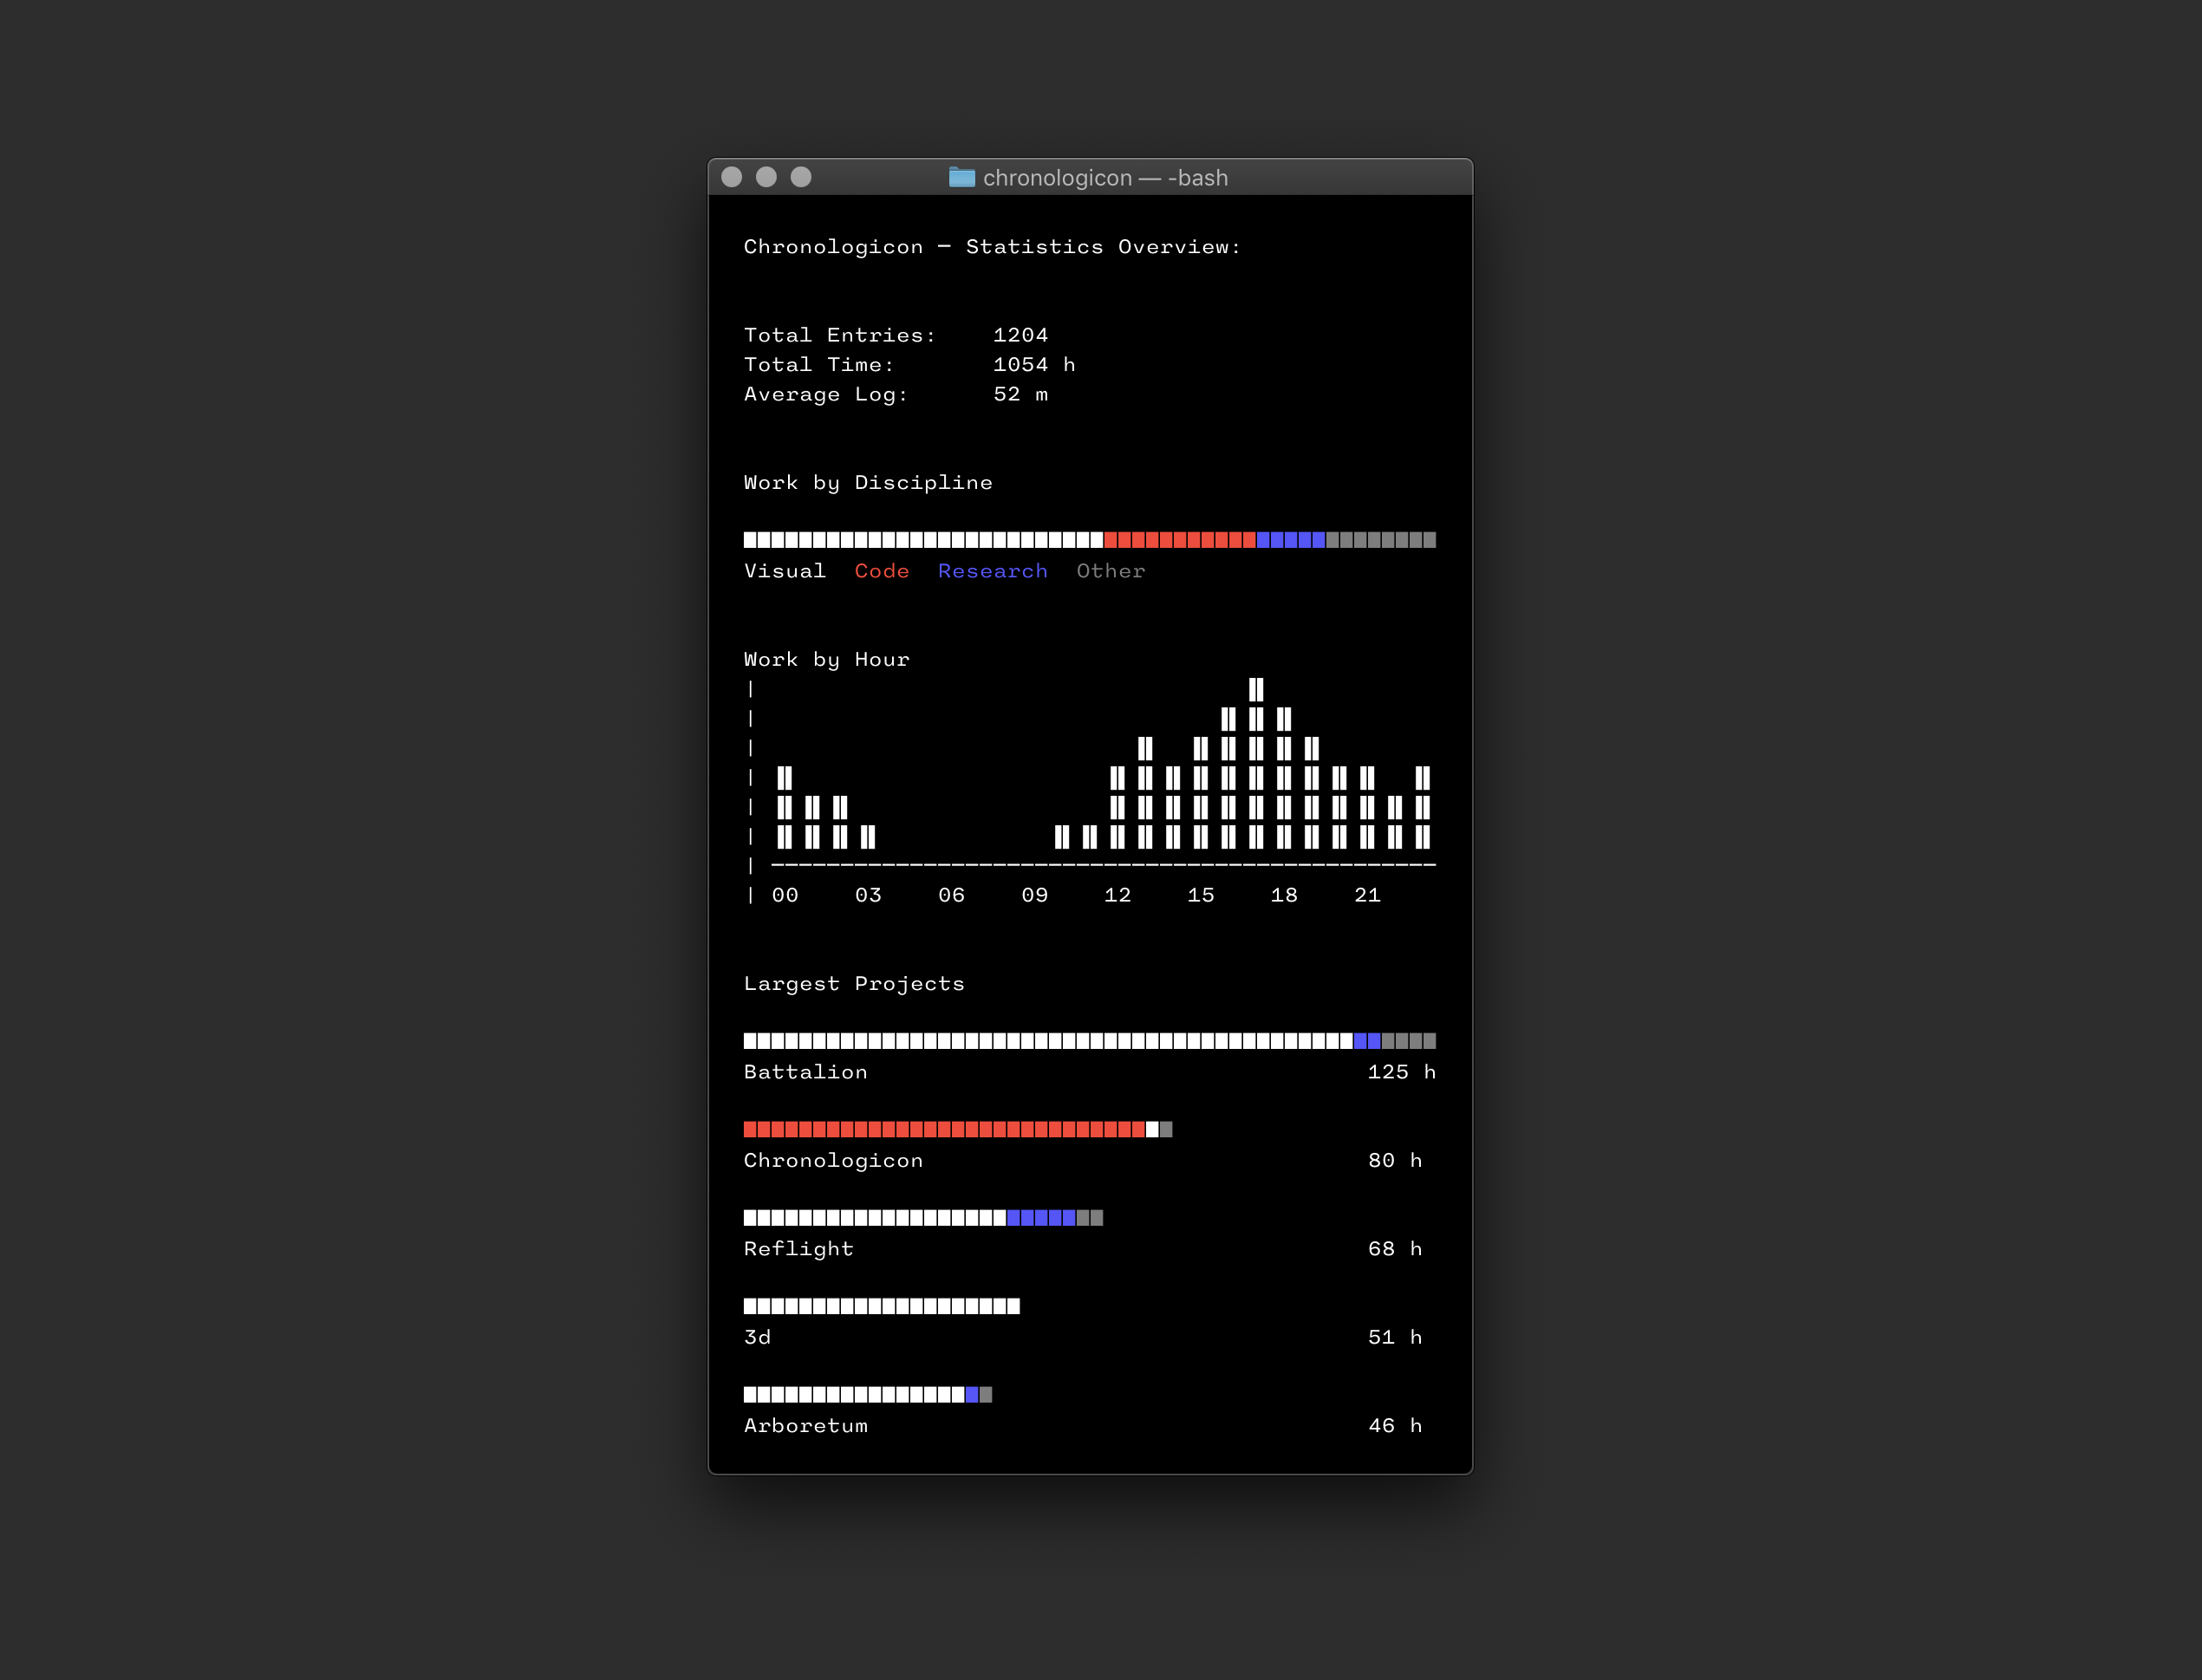 chronologicon — -bash
Chronologicon — Statistics Overview:
Total Entries: 1204
Total Time: 1054 h
Average Log: 52 m
Work by Discipline
Visual Code Research Other
Work by Hour
00 03 06 09 12 15 18 21
Largest Projects
Battalion 125 h
Chronologicon 80 h
Reflight 68 h
3d 51 h
Arboretum 46 h